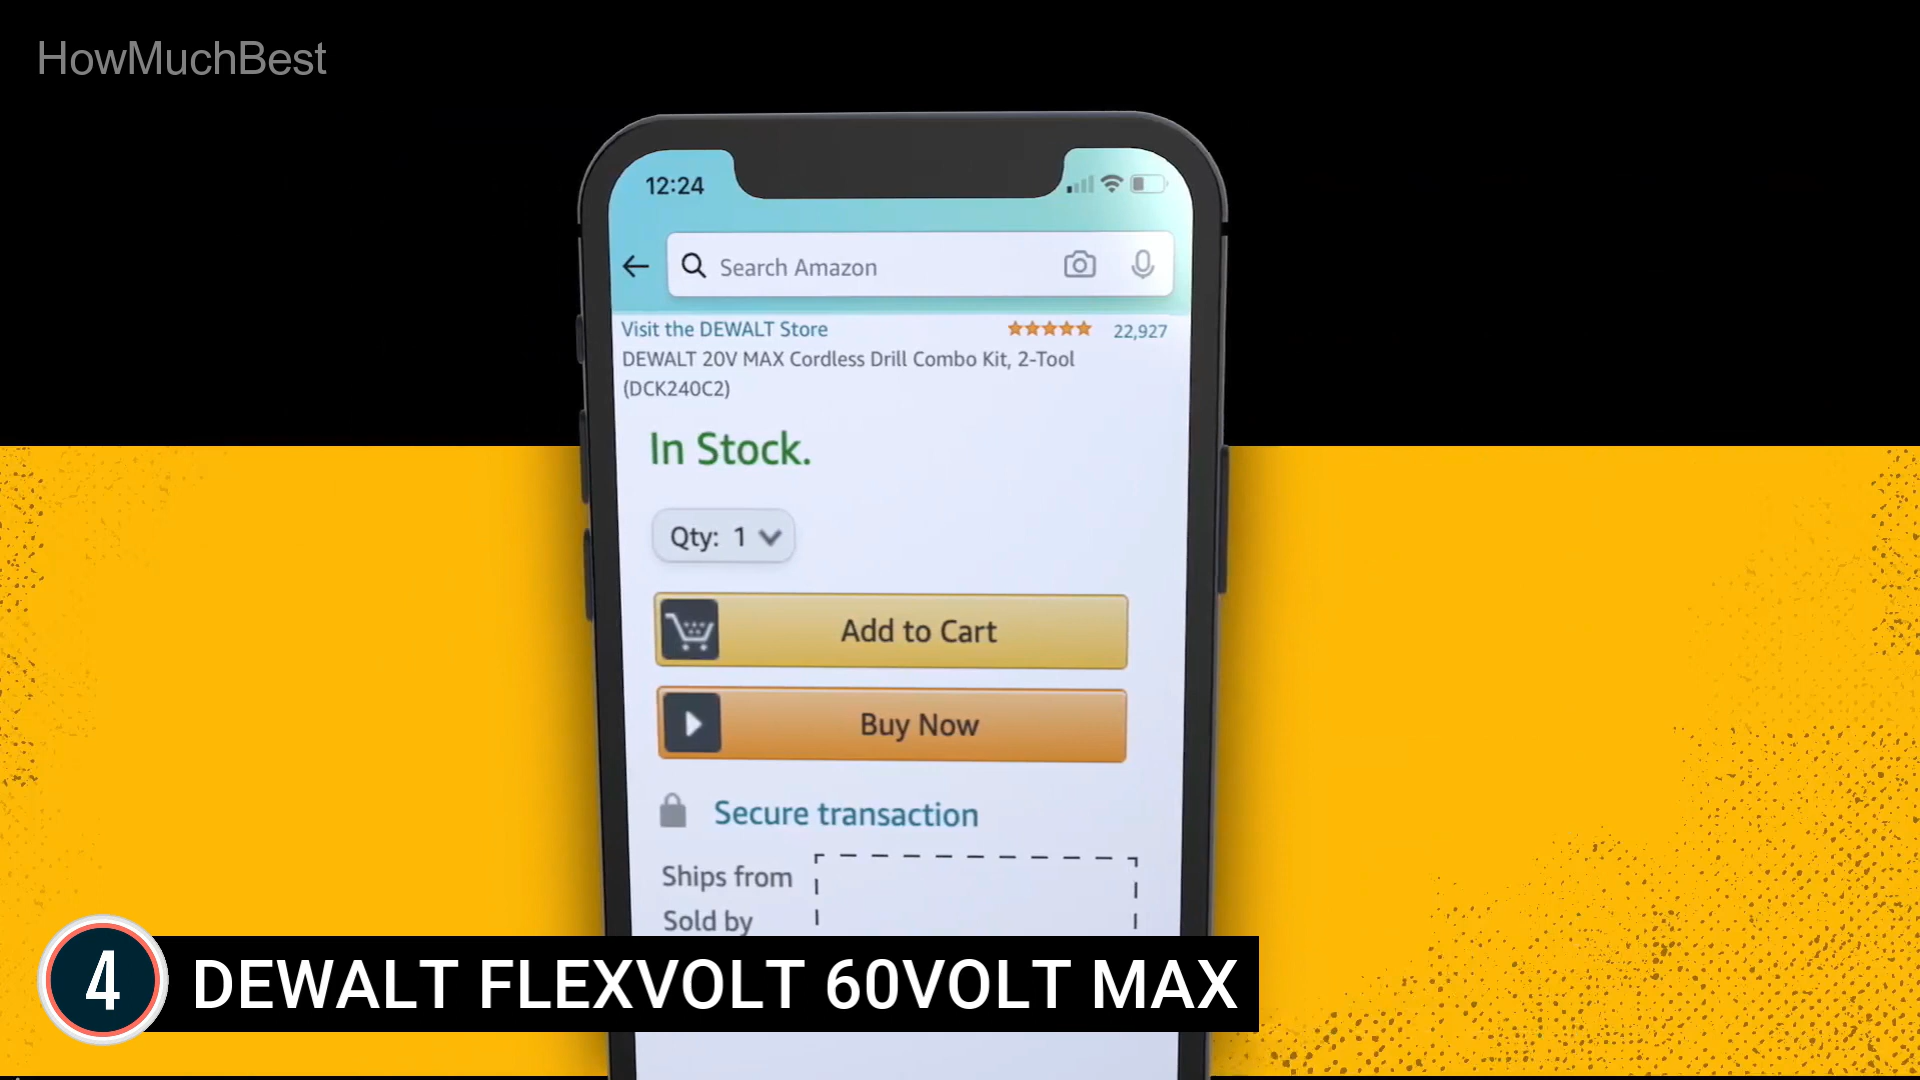 HowMuchBest
12:24
Search Amazon
Visit the DEWALT Store
22,927
DEWALT 20V MAX Cordless Drill Combo Kit, 2-Tool
(DCK240C2)
In Stock.
Qty: 1
Add to Cart
Buy Now
Secure transaction
Ships from
Sold by
4 DEWALT FLEXVOLT 60VOLT MAX